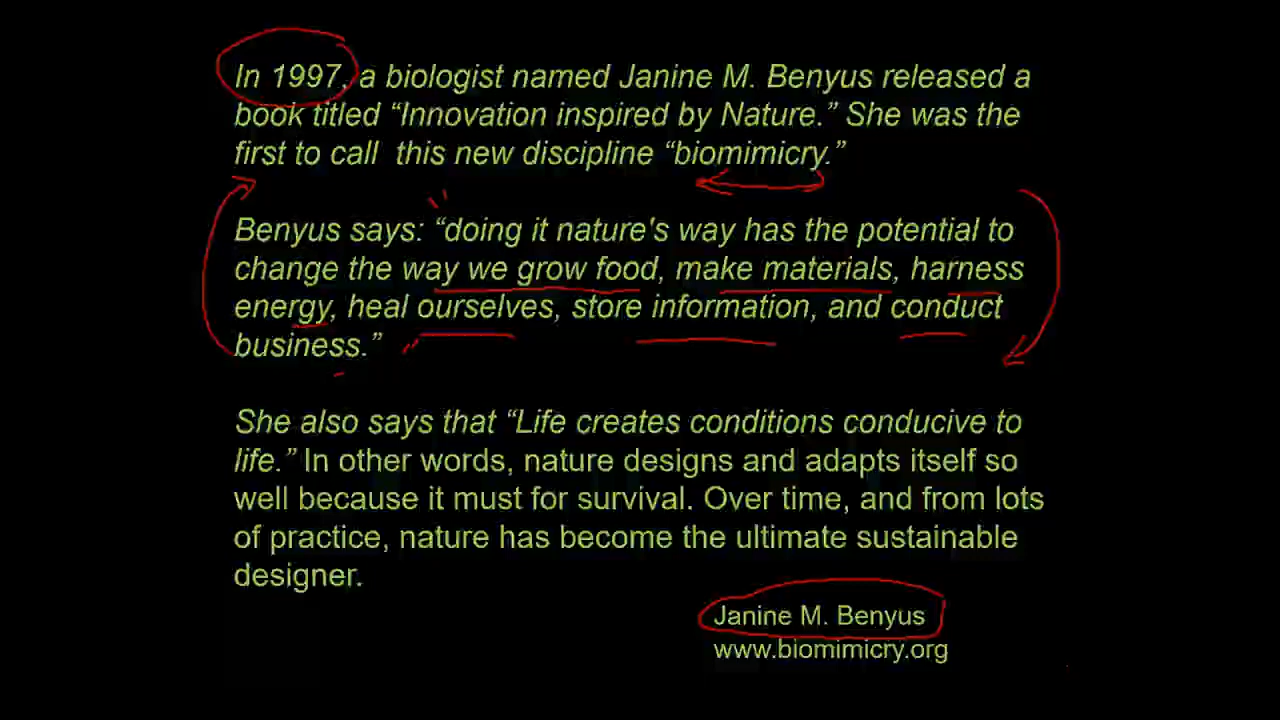 In 1997, a biologist named Janine M. Benyus released a
book titled “Innovation inspired by Nature.” She was the
first to call  this new discipline “biomimicry.”
Benyus says: “doing it nature's way has the potential to
change the way we grow food, make materials, harness
energy, heal ourselves, store information, and conduct
business.”
She also says that “Life creates conditions conducive to
life.” In other words, nature designs and adapts itself so
well because it must for survival. Over time, and from lots
of practice, nature has become the ultimate sustainable
designer.
Janine M. Benyus
www.biomimicry.org